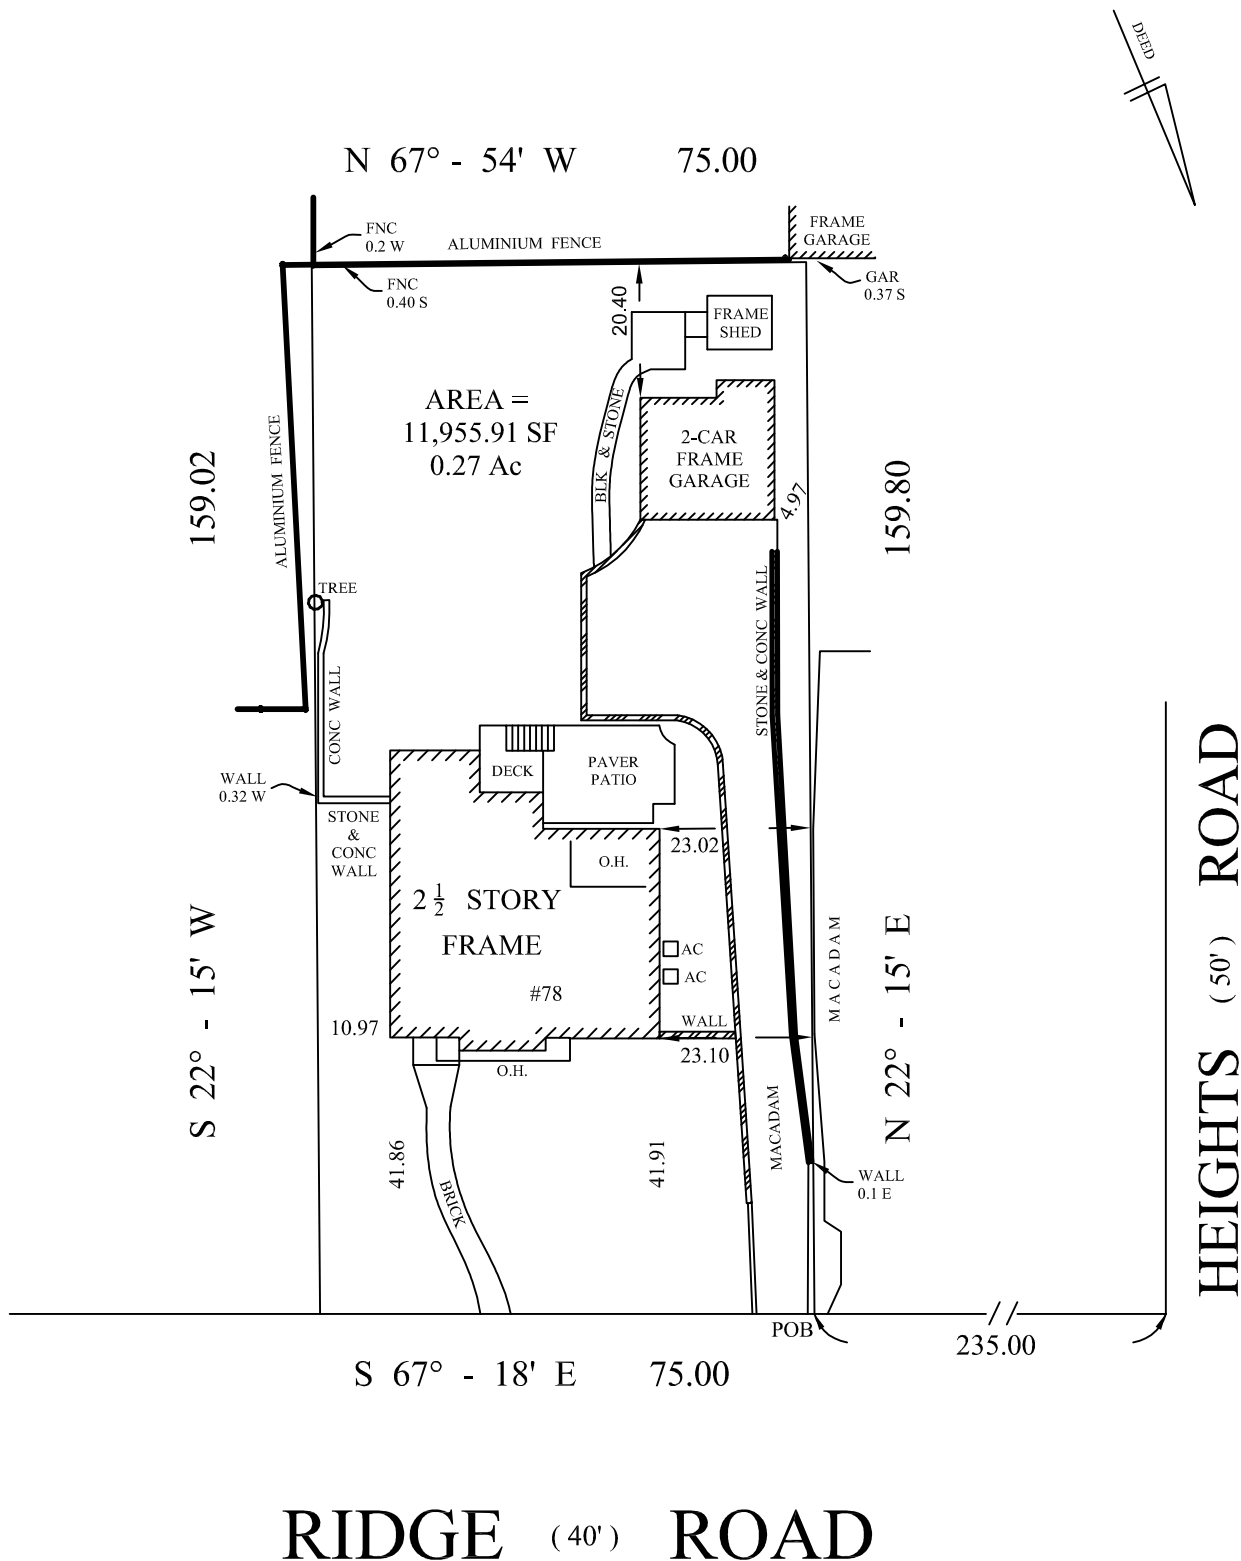 DEED
N 67° - 54' W 75.00
FNC
0.2 W
ALUMINIUM FENCE
FRAME
GARAGE
FNC
0.40 S
GAR
0.37 S
20.40
FRAME
SHED
AREA =
11,955.91 SF
0.27 Ac
BLK & STONE
2-CAR
FRAME
GARAGE
4.97
159.02
ALUMINIUM FENCE
159.80
TREE
CONC WALL
STONE & CONC WALL
WALL
0.32 W
DECK
PAVER
PATIO
STONE
&
CONC
WALL
23.02
O.H.
2 1/2 STORY
FRAME
#78
AC
AC
WALL
10.97
23.10
O.H.
S 22° - 15' W
MACADAM
N 22° - 15' E
HEIGHTS (50') ROAD
41.86
BRICK
41.91
MACADAM
WALL
0.1 E
POB
235.00
S 67° - 18' E 75.00
RIDGE (40') ROAD